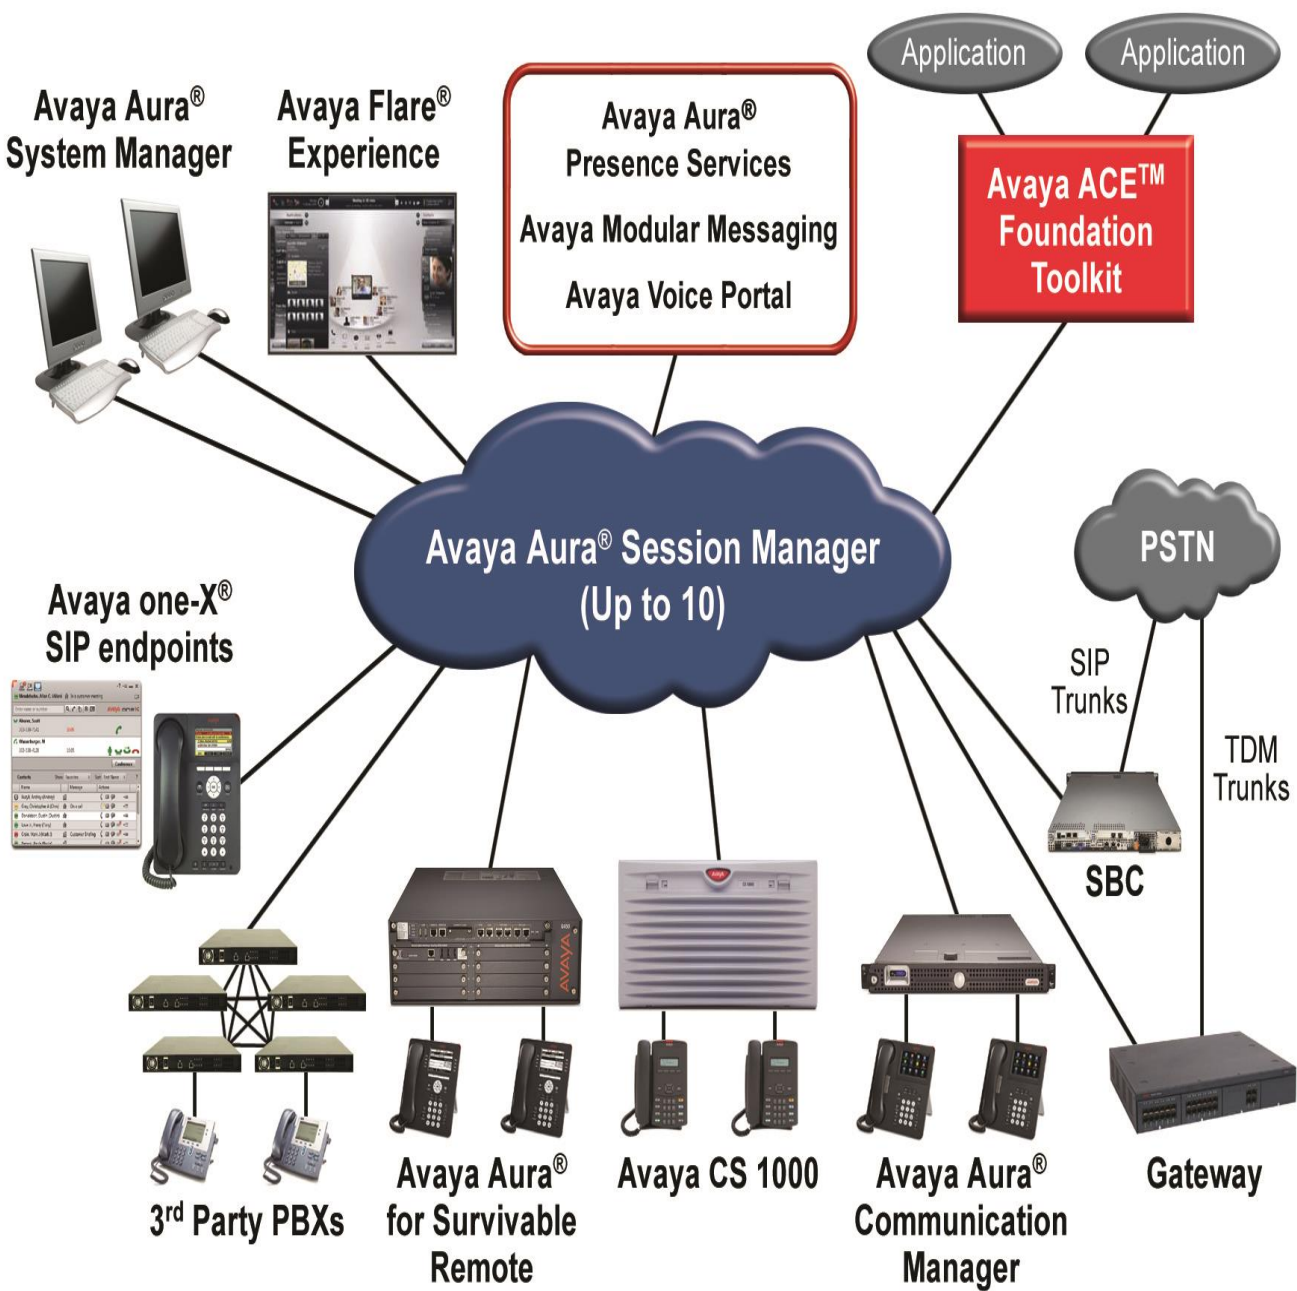 Application
Application
Avaya Aura®
System Manager
Avaya Flare®
Experience
Avaya Aura®
Presence Services
Avaya Modular Messaging
Avaya Voice Portal
Avaya ACE™
Foundation
Toolkit
Avaya Aura® Session Manager
(Up to 10)
PSTN
Avaya one-X®
SIP endpoints
SIP
Trunks
TDM
Trunks
SBC
AVAYA
3rd Party PBXs
Avaya Aura®
for Survivable
Remote
Avaya CS 1000
Avaya Aura®
Communication
Manager
Gateway